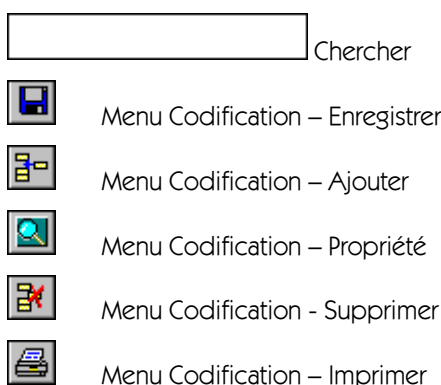 Chercher
Menu Codification – Enregistrer
Menu Codification – Ajouter
Menu Codification – Propriété
Menu Codification - Supprimer
Menu Codification – Imprimer